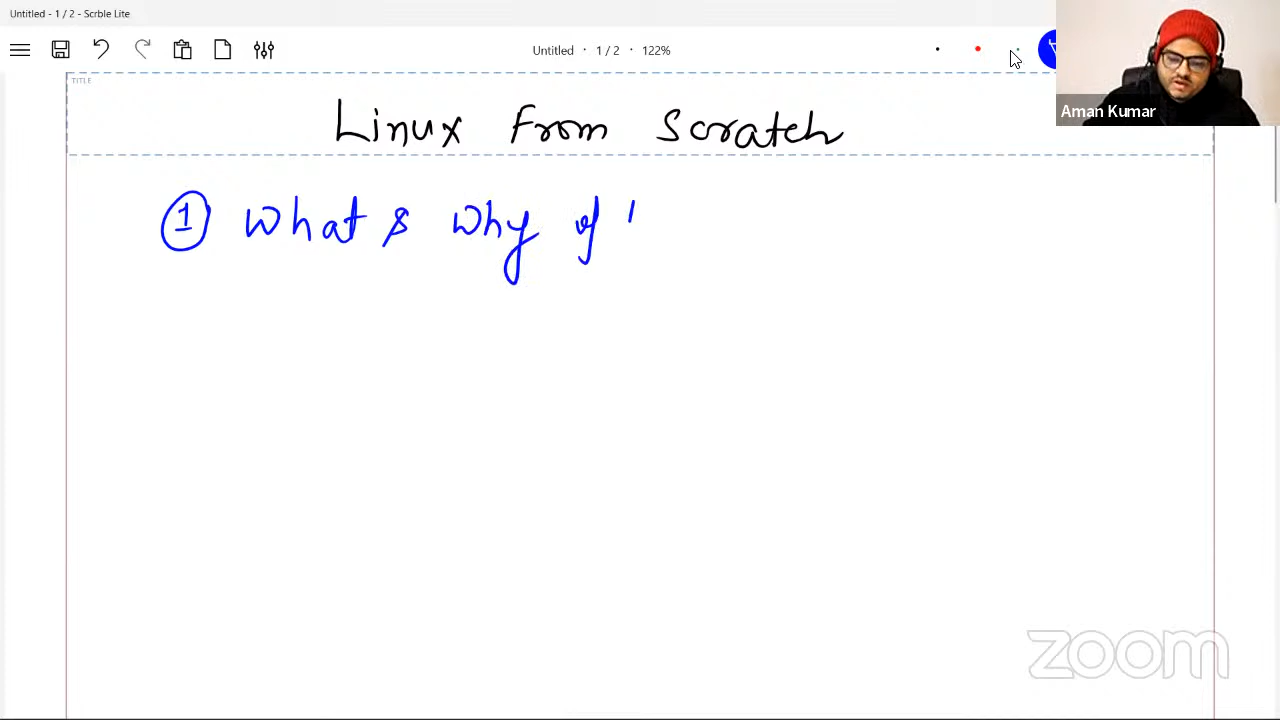 Untitled - 1 / 2 - Scrble Lite
Untitled · 1 / 2 · 122%
TITLE
Linux From Scratch
① What & Why of
Aman Kumar
zoom